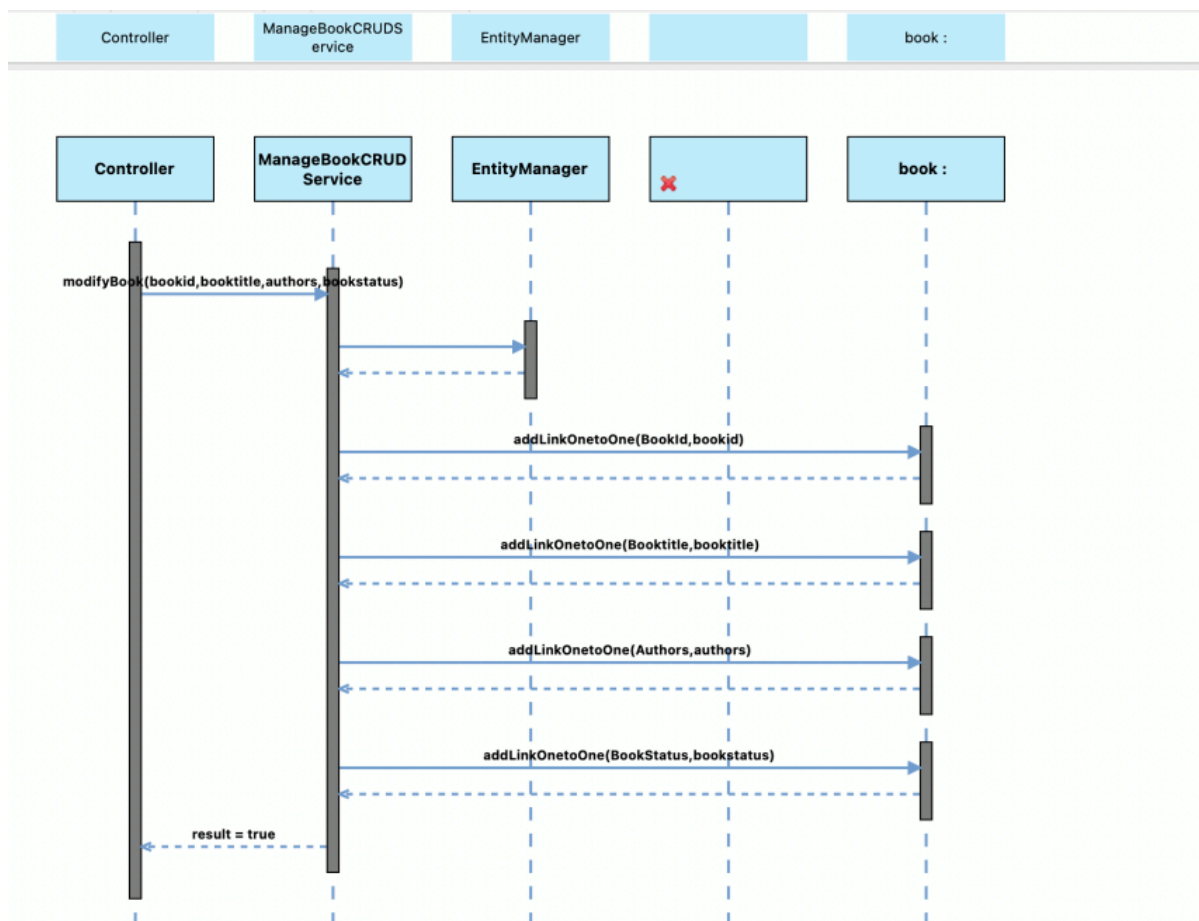 Controller
ManageBookCRUDS
ervice
EntityManager
book :
Controller
ManageBookCRUD
Service
EntityManager
book :
modifyBook(bookid,booktitle,authors,bookstatus)
addLinkOnetoOne(BookId,bookid)
addLinkOnetoOne(Booktitle,booktitle)
addLinkOnetoOne(Authors,authors)
addLinkOnetoOne(BookStatus,bookstatus)
result = true